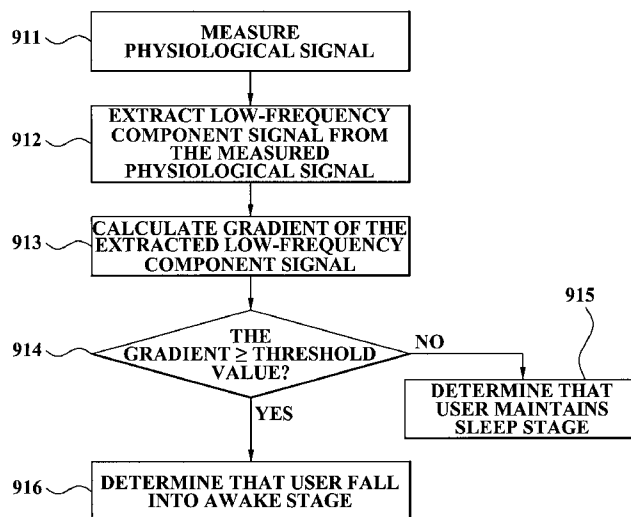 911
MEASURE
PHYSIOLOGICAL SIGNAL
912
EXTRACT LOW-FREQUENCY
COMPONENT SIGNAL FROM
THE MEASURED
PHYSIOLOGICAL SIGNAL
913
CALCULATE GRADIENT OF THE
EXTRACTED LOW-FREQUENCY
COMPONENT SIGNAL
914
THE
GRADIENT ≥ THRESHOLD
VALUE?
NO
915
DETERMINE THAT
USER MAINTAINS
SLEEP STAGE
YES
916
DETERMINE THAT USER FALL
INTO AWAKE STAGE